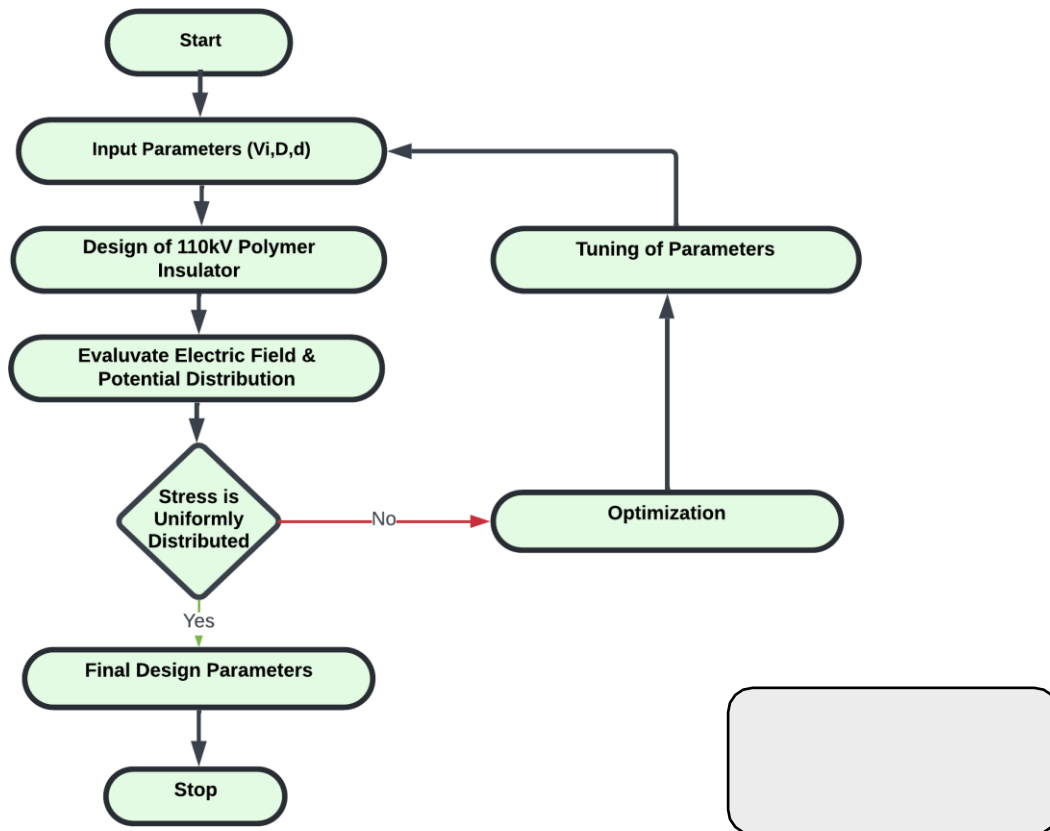 Start
Input Parameters (Vi,D,d)
Design of 110kV Polymer
Insulator
Tuning of Parameters
Evaluvate Electric Field &
Potential Distribution
Stress is
Uniformly
Distributed
No
Optimization
Yes
Final Design Parameters
Stop